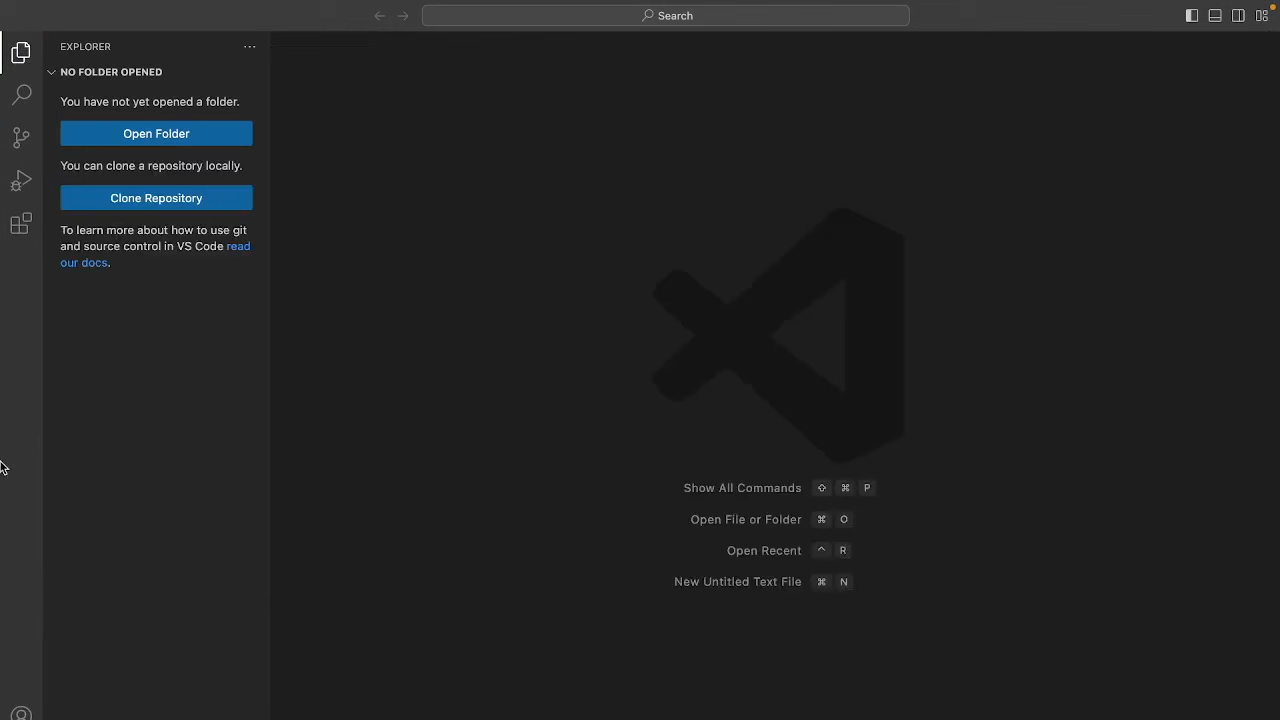 Search
EXPLORER
NO FOLDER OPENED
You have not yet opened a folder.
Open Folder
You can clone a repository locally.
Clone Repository
To learn more about how to use git
and source control in VS Code read
our docs.
Show All Commands ⇧ ⌘ P
Open File or Folder ⌘ O
Open Recent ^ R
New Untitled Text File ⌘ N